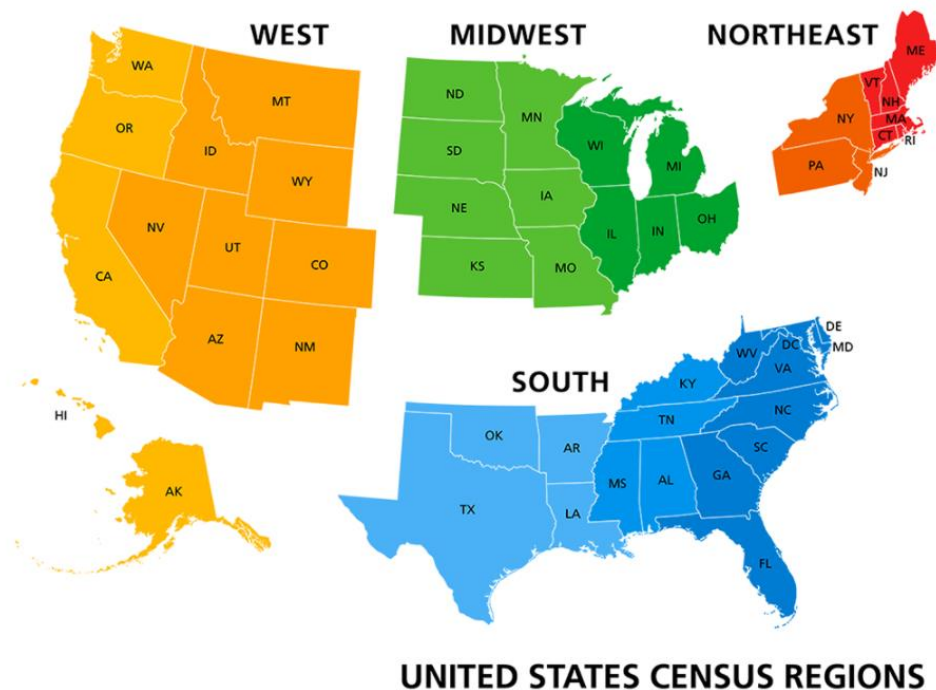 WEST
WA
MT
OR
ID
WY
NV
UT
CO
CA
AZ
NM
HI
AK
MIDWEST
ND
MN
SD
WI
MI
NE
IA
IL
IN
OH
KS
MO
NORTHEAST
ME
VT
NH
NY
MA
CT
RI
PA
NJ
SOUTH
DE
MD
DC
WV
VA
KY
NC
TN
OK
AR
SC
MS
AL
GA
TX
LA
FL
UNITED STATES CENSUS REGIONS